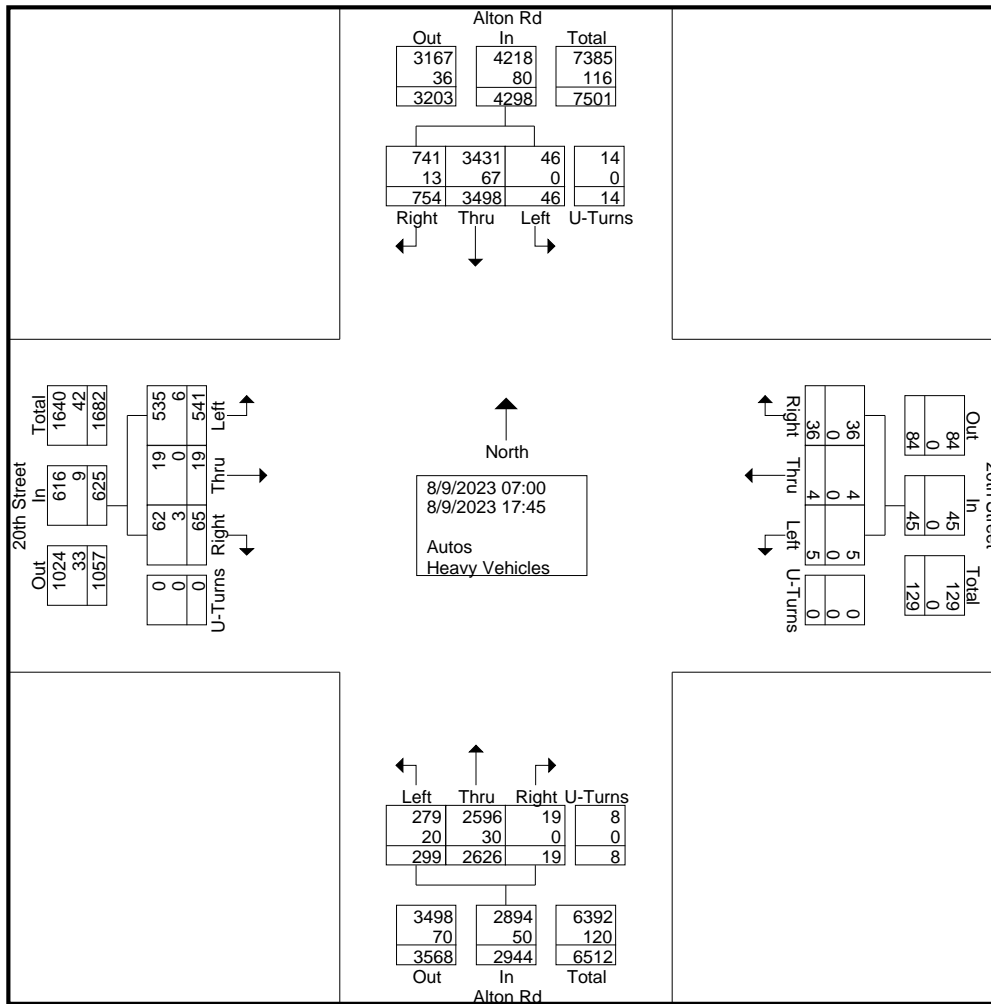 Alton Rd
Out In Total
3167 4218 7385
36 80 116
3203 4298 7501
741 3431 46 14
13 67 0 0
754 3498 46 14
Right Thru Left U-Turns
20th Street
Total In Out
1640 616 1024
42 9 33
1682 625 1057
535 19 62 0
6 0 3 0
541 19 65 0
Left Thru Right U-Turns
North
8/9/2023 07:00
8/9/2023 17:45
Autos
Heavy Vehicles
Right Thru Left U-Turns
36 4 5 0
0 0 0 0
36 4 5 0
Out In Total
84 45 129
0 0 0
84 45 129
20th Street
Left Thru Right U-Turns
279 2596 19 8
20 30 0 0
299 2626 19 8
3498 2894 6392
70 50 120
3568 2944 6512
Out In Total
Alton Rd